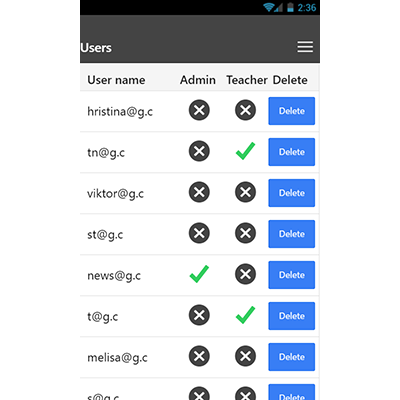 2:36
Users
User name Admin Teacher Delete
hristina@g.c Delete
tn@g.c Delete
viktor@g.c Delete
st@g.c Delete
news@g.c Delete
t@g.c Delete
melisa@g.c Delete
s@g.c Delete